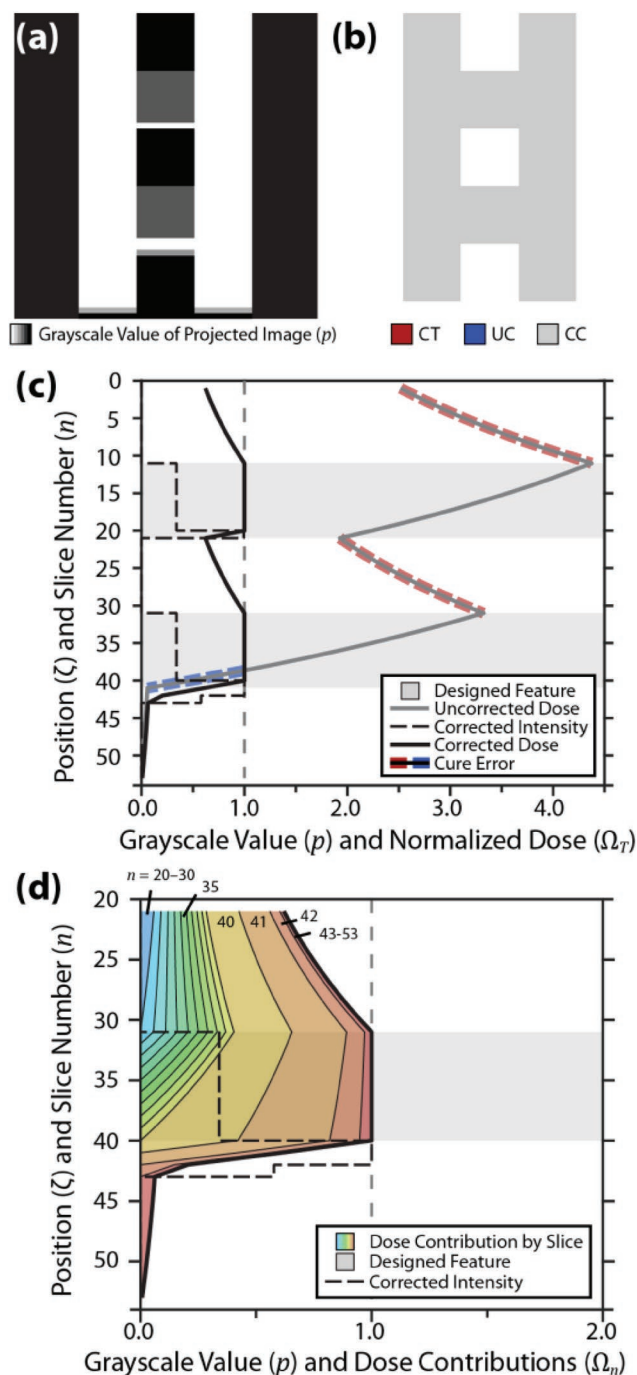 (a)
(b)
Grayscale Value of Projected Image (p)
CT UC CC
(c)
0
5
10
15
20
25
30
35
40
45
50
Position (ζ) and Slice Number (n)
Designed Feature
Uncorrected Dose
Corrected Intensity
Corrected Dose
Cure Error
0.0 1.0 2.0 3.0 4.0
Grayscale Value (p) and Normalized Dose (Ω_T)
(d)
n = 20–30
35
40 41 42
43-53
20
25
30
35
40
45
50
Position (ζ) and Slice Number (n)
Dose Contribution by Slice
Designed Feature
Corrected Intensity
0.0 1.0 2.0
Grayscale Value (p) and Dose Contributions (Ω_n)